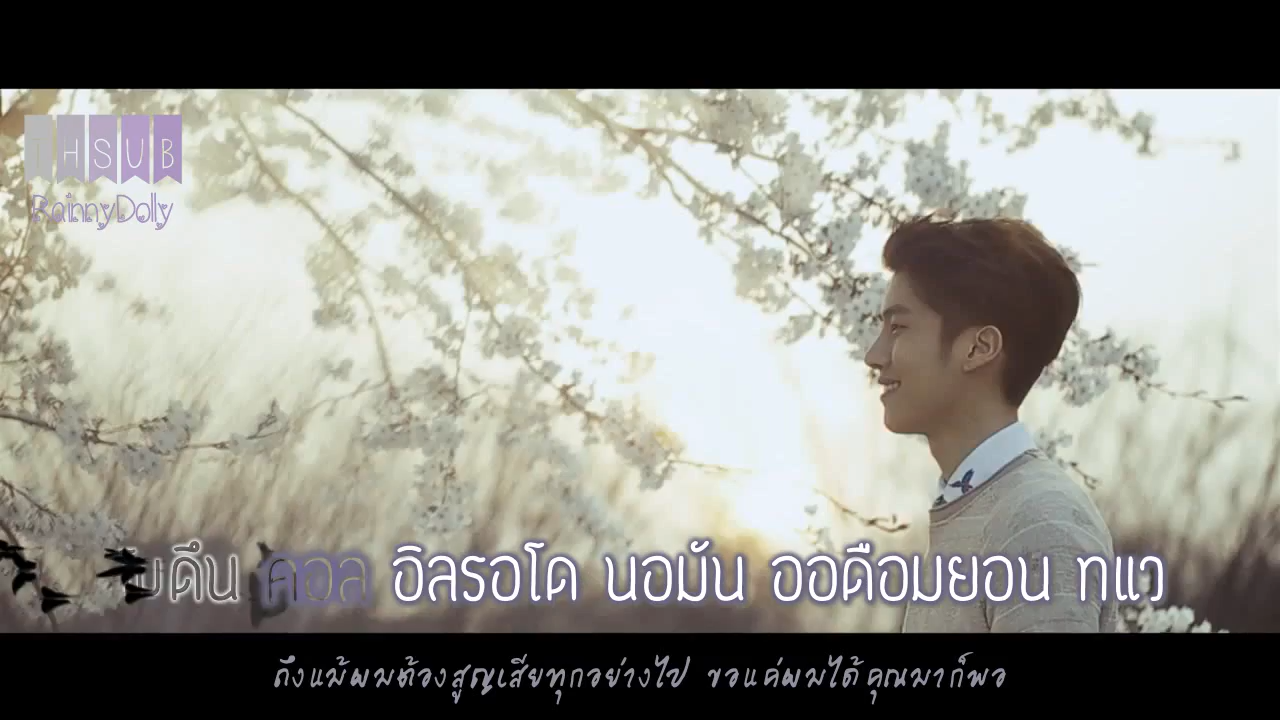 THSUB
RainnyDolly
ดึน คอล อิลรอโด นอมัน ออดือมยอน ทแว
ถึงแม้ผมต้องสูญเสียทุกอย่างไป ขอแค่ผมได้คุณมาก็พอ